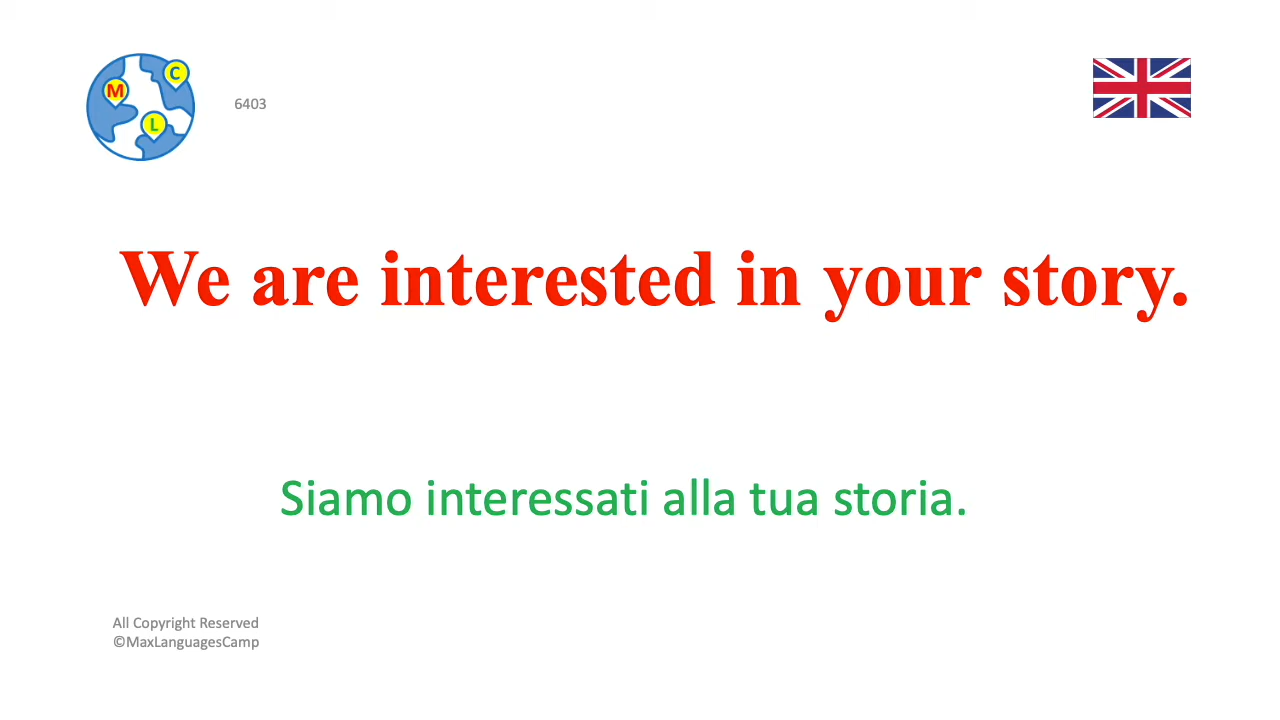 C
M
L
6403
We are interested in your story.
Siamo interessati alla tua storia.
All Copyright Reserved
©MaxLanguagesCamp